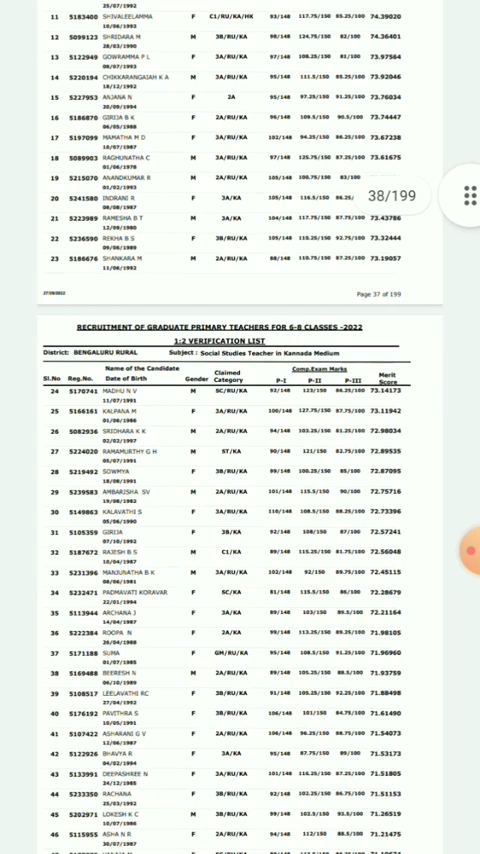 25/07/1992
11 5183400 SHIVALEELAMMA F C1/RU/KA/HK 93/148 117.75/150 85.25/100 74.39020
10/06/1993
12 5099123 SHRIDARA M M 3B/RU/KA 98/148 124.75/150 82/100 74.36401
28/03/1990
13 5122949 GOWRAMMA P L F 3A/RU/KA 97/148 108.25/150 81/100 73.97564
08/07/1993
14 5220194 CHIKKARANGAIAH K A M 3A/RU/KA 95/148 111.5/150 85.25/100 73.92046
18/12/1992
15 5227953 ANJANA N F 2A 95/148 97.25/150 91.25/100 73.76034
20/09/1994
16 5186870 GIRIJA B K F 2A/RU/KA 96/148 109.5/150 90.5/100 73.74447
06/05/1988
17 5197099 MAMATHA M D F 3A/RU/KA 102/148 94.25/150 86.25/100 73.67238
10/07/1987
18 5089903 RAGHUNATHA C M 3A/RU/KA 97/148 125.75/150 87.25/100 73.61675
01/06/1978
19 5215070 ANANDKUMAR R M 2A/RU/KA 105/148 100.75/150 83/100
01/02/1993
20 5241580 INDRANI R F 3A/KA 105/148 116.5/150 86.25/
08/08/1987
38/199
21 5223989 RAMESHA B T M 3A/KA 104/148 117.75/150 87.75/100 73.43786
12/09/1980
22 5236590 REKHA B S F 3B/RU/KA 105/148 110.25/150 92.75/100 73.32444
09/06/1989
23 5186676 SHANKARA M M 2A/RU/KA 88/148 110.75/150 87.25/100 73.19057
11/06/1992
27/09/2022 Page 37 of 199
RECRUITMENT OF GRADUATE PRIMARY TEACHERS FOR 6-8 CLASSES -2022
1:2 VERIFICATION LIST
District: BENGALURU RURAL Subject : Social Studies Teacher in Kannada Medium
Sl.No Reg.No. Name of the Candidate Date of Birth Gender Claimed Category Comp.Exam Marks P-I P-II P-III Merit Score
24 5170741 MADHU N V M SC/RU/KA 92/148 123/150 86.25/100 73.14173
11/07/1991
25 5166161 KALPANA M F 3A/RU/KA 100/148 127.75/150 87.75/100 73.11942
01/06/1986
26 5082936 SRIDHARA K K M 2A/RU/KA 94/148 103.25/150 81.25/100 72.98034
02/02/1997
27 5224020 RAMAMURTHY G H M ST/KA 90/148 121/150 82.75/100 72.89535
05/07/1991
28 5219492 SOWMYA F 3B/RU/KA 99/148 100.25/150 85/100 72.87095
18/08/1991
29 5239583 AMBARISHA SV M 2A/RU/KA 101/148 115.5/150 90/100 72.75716
19/08/1982
30 5149863 KALAVATHI S F 3A/RU/KA 110/148 108.5/150 88.25/100 72.73396
05/06/1990
31 5105359 GIRIJA F 3B/KA 92/148 108/150 87/100 72.57241
07/10/1992
32 5187672 RAJESH B S M C1/KA 89/148 115.25/150 81.75/100 72.56048
10/04/1987
33 5231396 MANJUNATHA B K M 3A/RU/KA 102/148 92/150 89.75/100 72.45115
08/06/1981
34 5232471 PADMAVATI KORAVAR F SC/KA 81/148 115.5/150 86/100 72.28679
22/01/1994
35 5113944 ARCHANA J F 3A/KA 89/148 103/150 89.5/100 72.21164
14/04/1987
36 5222384 ROOPA N F 2A/KA 99/148 113.25/150 89.25/100 71.98105
26/04/1988
37 5171188 SUMA F GM/RU/KA 95/148 108.5/150 91.25/100 71.96960
01/07/1985
38 5169488 BEERESH N M 2A/RU/KA 89/148 105.25/150 88.5/100 71.93759
06/10/1989
39 5108517 LEELAVATHI RC F 3B/RU/KA 91/148 105.25/150 92.25/100 71.88498
27/04/1992
40 5176192 PAVITHRA S F 3B/RU/KA 106/148 101/150 84.75/100 71.61490
10/05/1991
41 5107422 ASHARANI G V F 2A/RU/KA 106/148 96.25/150 88.75/100 71.54073
12/06/1987
42 5122926 BHAVYA R F 3A/KA 95/148 87.75/150 89/100 71.53173
04/02/1994
43 5133991 DEEPASHREE N F 3A/RU/KA 101/148 116.25/150 87.25/100 71.51805
24/12/1985
44 5233350 RACHANA F 3B/RU/KA 92/148 102.25/150 86.75/100 71.51153
25/03/1992
45 5202971 LOKESH K C M 3B/RU/KA 99/148 102.5/150 93.5/100 71.26519
10/07/1986
46 5115955 ASHA N R F 2A/RU/KA 94/148 112/150 88.5/100 71.21475
30/07/1987